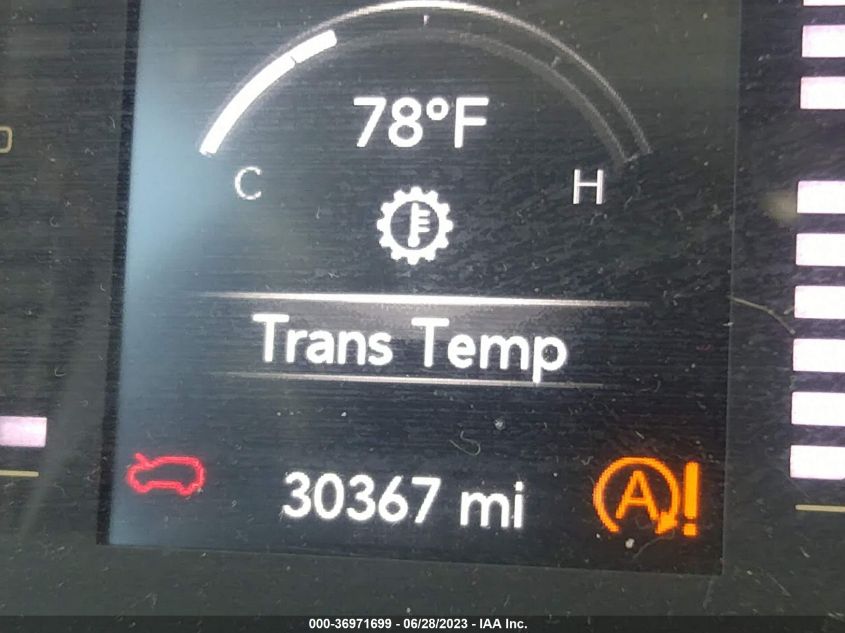 78°F
C H
Trans Temp
30367 mi
A!
000-36971699 - 06/28/2023 - IAA Inc.